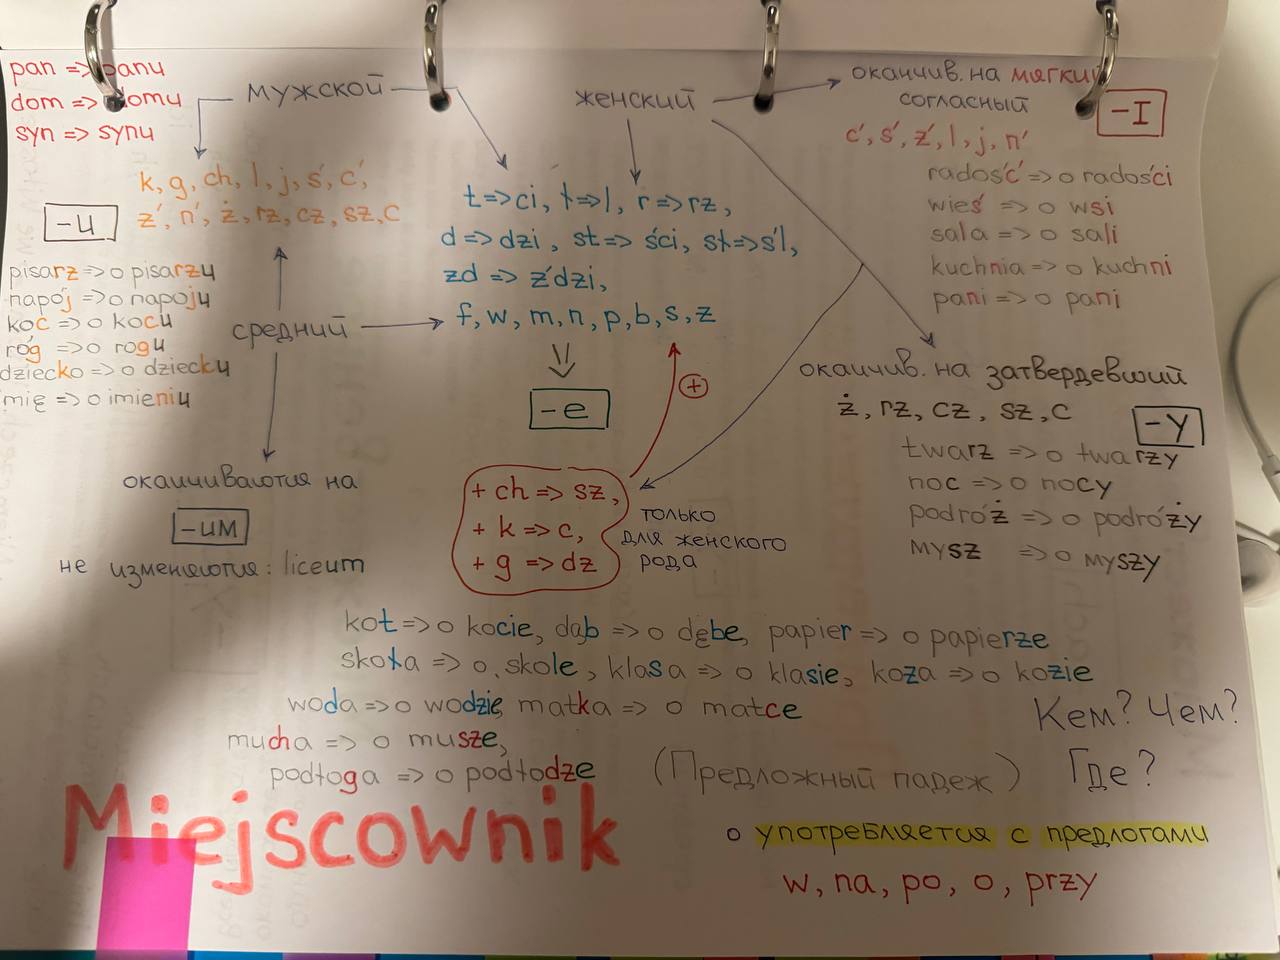 pan => panu
dom => domu
syn => synu
мужской
k, g, ch, l, j, ś, ć,
ź, ń, ż, rz, cz, sz, c
-u
pisarz => o pisarzu
napój => o napoju
koc => o kocu
róg => o rogu
dziecko => o dziecku
imię => o imieniu
средний
оканчиваются на
-um
не изменяются: liceum
женский
t => ci, ł => l, r => rz,
d => dzi, st => ści, sł => śl,
zd => ździ,
f, w, m, n, p, b, s, z
-e
+
+ ch => sz,
+ k => c,
+ g => dz
только
для женского
рода
оканчив. на мягкий
согласный
-I
ć, ś, ź, l, j, ń
radość => o radości
wieś => o wsi
sala => o sali
kuchnia => o kuchni
pani => o pani
оканчив. на затвердевший
ż, rz, cz, sz, c
-y
twarz => o twarzy
noc => o nocy
podróż => o podróży
mysz => o myszy
kot => o kocie, dąb => o dębe, papier => o papierze
skoła => o skole, klasa => o klasie, koza => o kozie
woda => o wodzie, matka => o matce
mucha => o musze,
podłoga => o podłodze
(Предложный падеж)
Кем? Чем?
Где?
Miejscownik
о употребляется с предлогами
w, na, po, o, przy